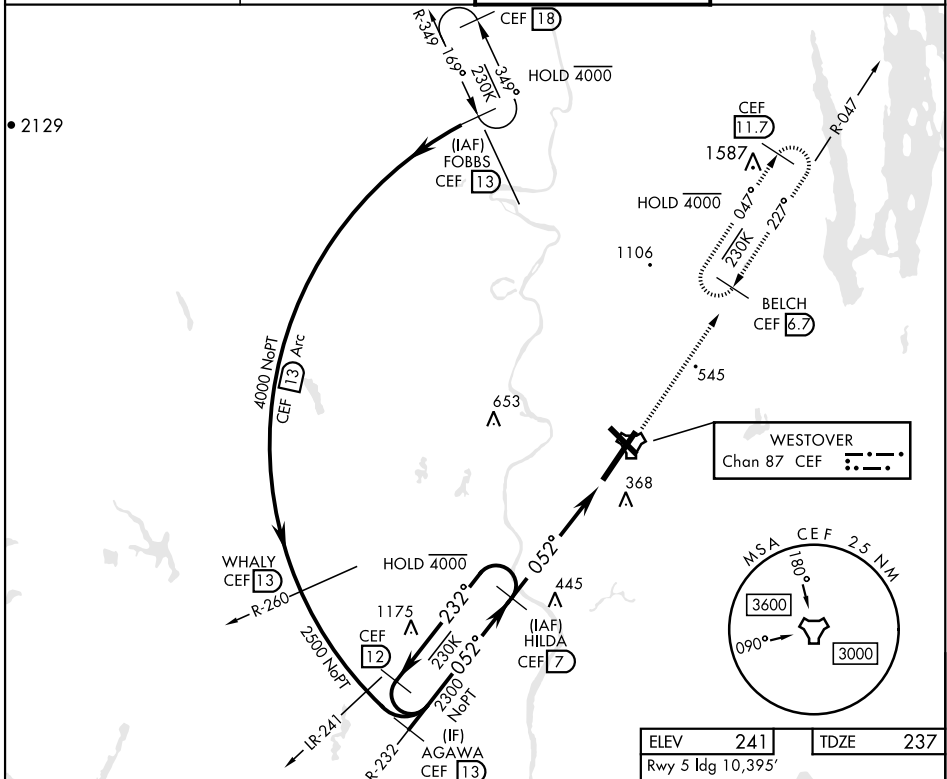 CEF 18
R-349
169°
349°
230K
HOLD 4000
2129
(IAF)
FOBBS
CEF 13
CEF
11.7
R-047
1587
HOLD 4000
047°
227°
230K
1106
BELCH
CEF 6.7
4000 NoPT
CEF 13 Arc
545
653
WESTOVER
Chan 87 CEF
368
WHALY
CEF 13
HOLD 4000
052°
R-260
232°
445
1175
230K
052°
(IAF)
HILDA
CEF 7
CEF
12
2500 NoPT
2300
NoPT
LR-241
(IF)
AGAWA
CEF 13
R-232
MSA CEF 25 NM
180°
3600
090°
3000
ELEV 241
TDZE 237
Rwy 5 ldg 10,395'